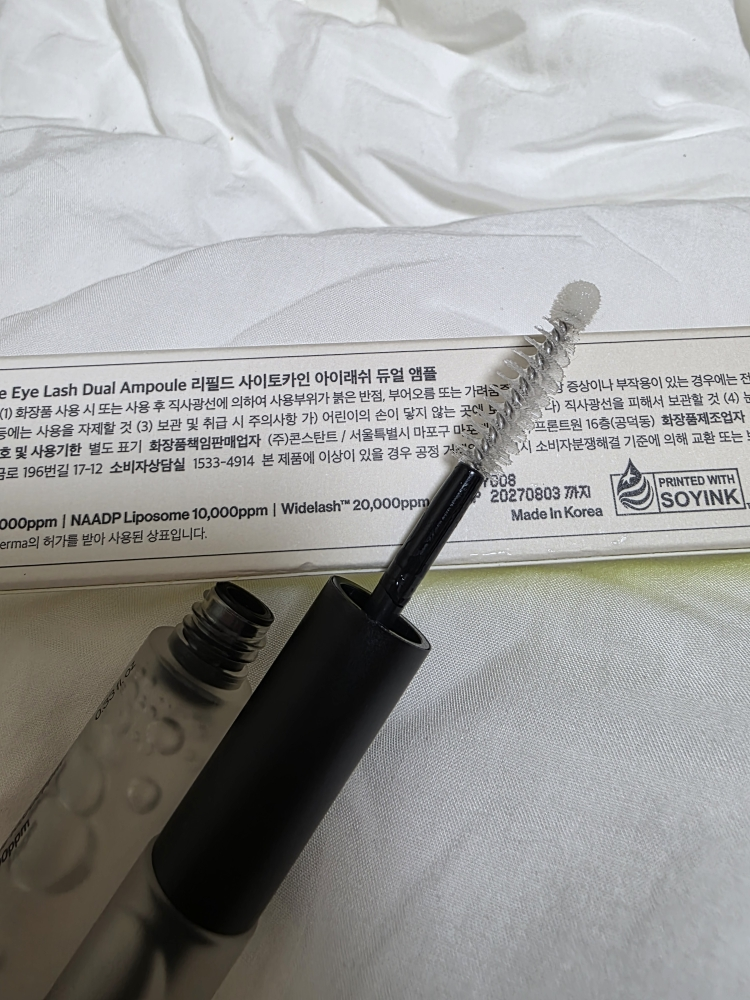 e Eye Lash Dual Ampoule 리필드 사이토카인 아이래쉬 듀얼 앰플
(1) 화장품 사용 시 또는 사용 후 직사광선에 의하여 사용부위가 붉은 반점, 부어오름 또는 가려움증 증상이나 부작용이 있는 경우에는 전
등에는 사용을 자제할 것 (3) 보관 및 취급 시 주의사항 가) 어린이의 손이 닿지 않는 곳에 나) 직사광선을 피해서 보관할 것 (4) 눈
호 및 사용기한 별도 표기 화장품책임판매업자 (주)콘스탄트 / 서울특별시 마포구 마포 프론트원 16층(공덕동) 화장품제조업자
금로 196번길 17-12 소비자상담실 1533-4914 본 제품에 이상이 있을 경우 공정 시 소비자분쟁해결 기준에 의해 교환 또는
000ppm | NAADP Liposome 10,000ppm | Widelash™ 20,000ppm
erma의 허가를 받아 사용된 상표입니다.
Y008
20270803 까지
Made In Korea
PRINTED WITH
SOYINK
0.33 fl. oz
0ppm